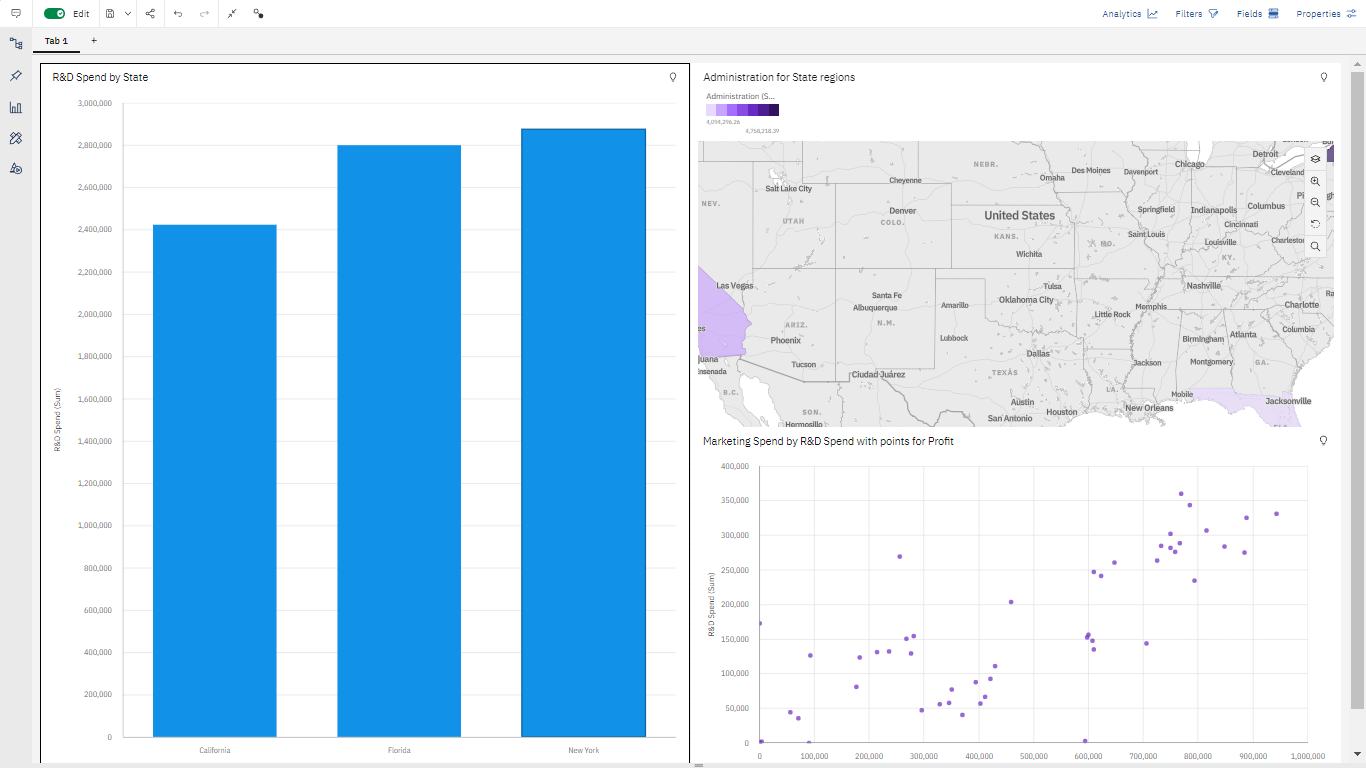 Edit
Analytics
Filters
Fields
Properties
Tab 1
+
R&D Spend by State
3,000,000
2,800,000
2,600,000
2,400,000
2,200,000
2,000,000
1,800,000
1,600,000
1,400,000
1,200,000
1,000,000
800,000
600,000
400,000
200,000
0
R&D Spend (Sum)
California
Florida
New York
Administration for State regions
Administration (S...
4,094,296.26
4,758,218.39
NEBR.
Chicago
Detroit
Des Moines
Davenport
Omaha
Cleveland
Salt Lake City
Cheyenne
NEV.
UTAH
Denver
COLO.
United States
Springfield
Indianapolis
Columbus
Cincinnati
KANS.
MO.
Saint Louis
Louisville
Charleston
Wichita
KY.
Las Vegas
Tulsa
Nashville
Santa Fe
Albuquerque
Amarillo
Oklahoma City
Memphis
Charlotte
Little Rock
ARIZ.
N.M.
Columbia
Phoenix
Lubbock
Birmingham
Atlanta
Dallas
Tucson
Jackson
Montgomery
GA.
Ciudad Juárez
TEXAS
B.C.
LA.
Mobile
Austin
Jacksonville
SON.
Houston
New Orleans
San Antonio
Hermosillo
Marketing Spend by R&D Spend with points for Profit
400,000
350,000
300,000
250,000
200,000
150,000
100,000
50,000
0
R&D Spend (Sum)
0
100,000
200,000
300,000
400,000
500,000
600,000
700,000
800,000
900,000
1,000,000